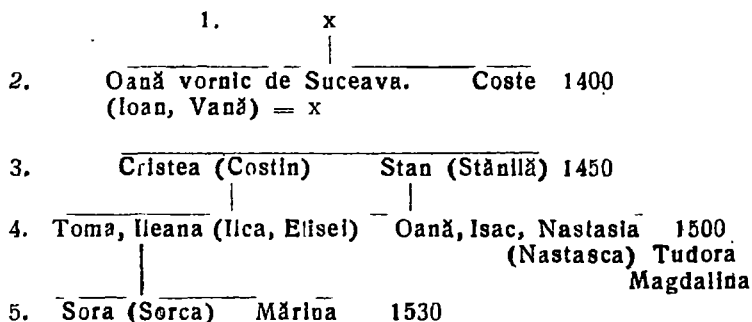 1. x
2. Oană vornic de Suceava. Coste 1400
(Ioan, Vană) = x
3. Cristea (Costin) Stan (Stănilă) 1450
4. Toma, Ileana (Ilca, Elisei) Oană, Isac, Nastasia 1500
(Nastasca) Tudora
Magdalina
5. Sora (Sorca) Mărina 1530